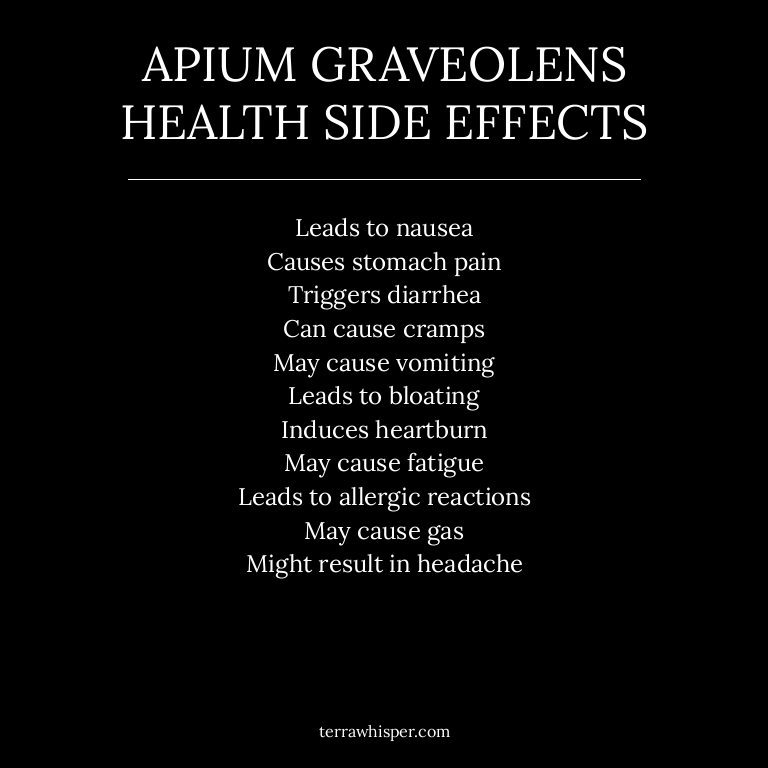 APIUM GRAVEOLENS
HEALTH SIDE EFFECTS
Leads to nausea
Causes stomach pain
Triggers diarrhea
Can cause cramps
May cause vomiting
Leads to bloating
Induces heartburn
May cause fatigue
Leads to allergic reactions
May cause gas
Might result in headache
terrawhisper.com